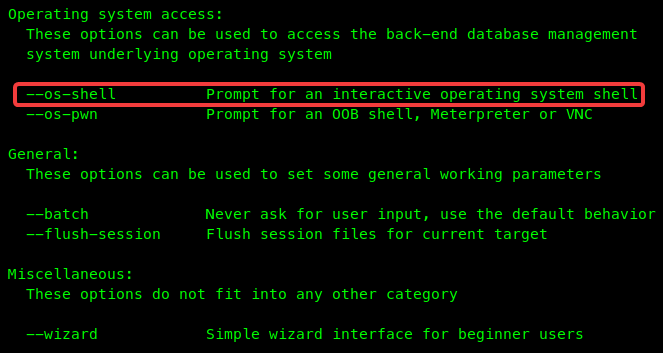 Operating system access:
These options can be used to access the back-end database management
system underlying operating system
--os-shell Prompt for an interactive operating system shell
--os-pwn Prompt for an OOB shell, Meterpreter or VNC
General:
These options can be used to set some general working parameters
--batch Never ask for user input, use the default behavior
--flush-session Flush session files for current target
Miscellaneous:
These options do not fit into any other category
--wizard Simple wizard interface for beginner users